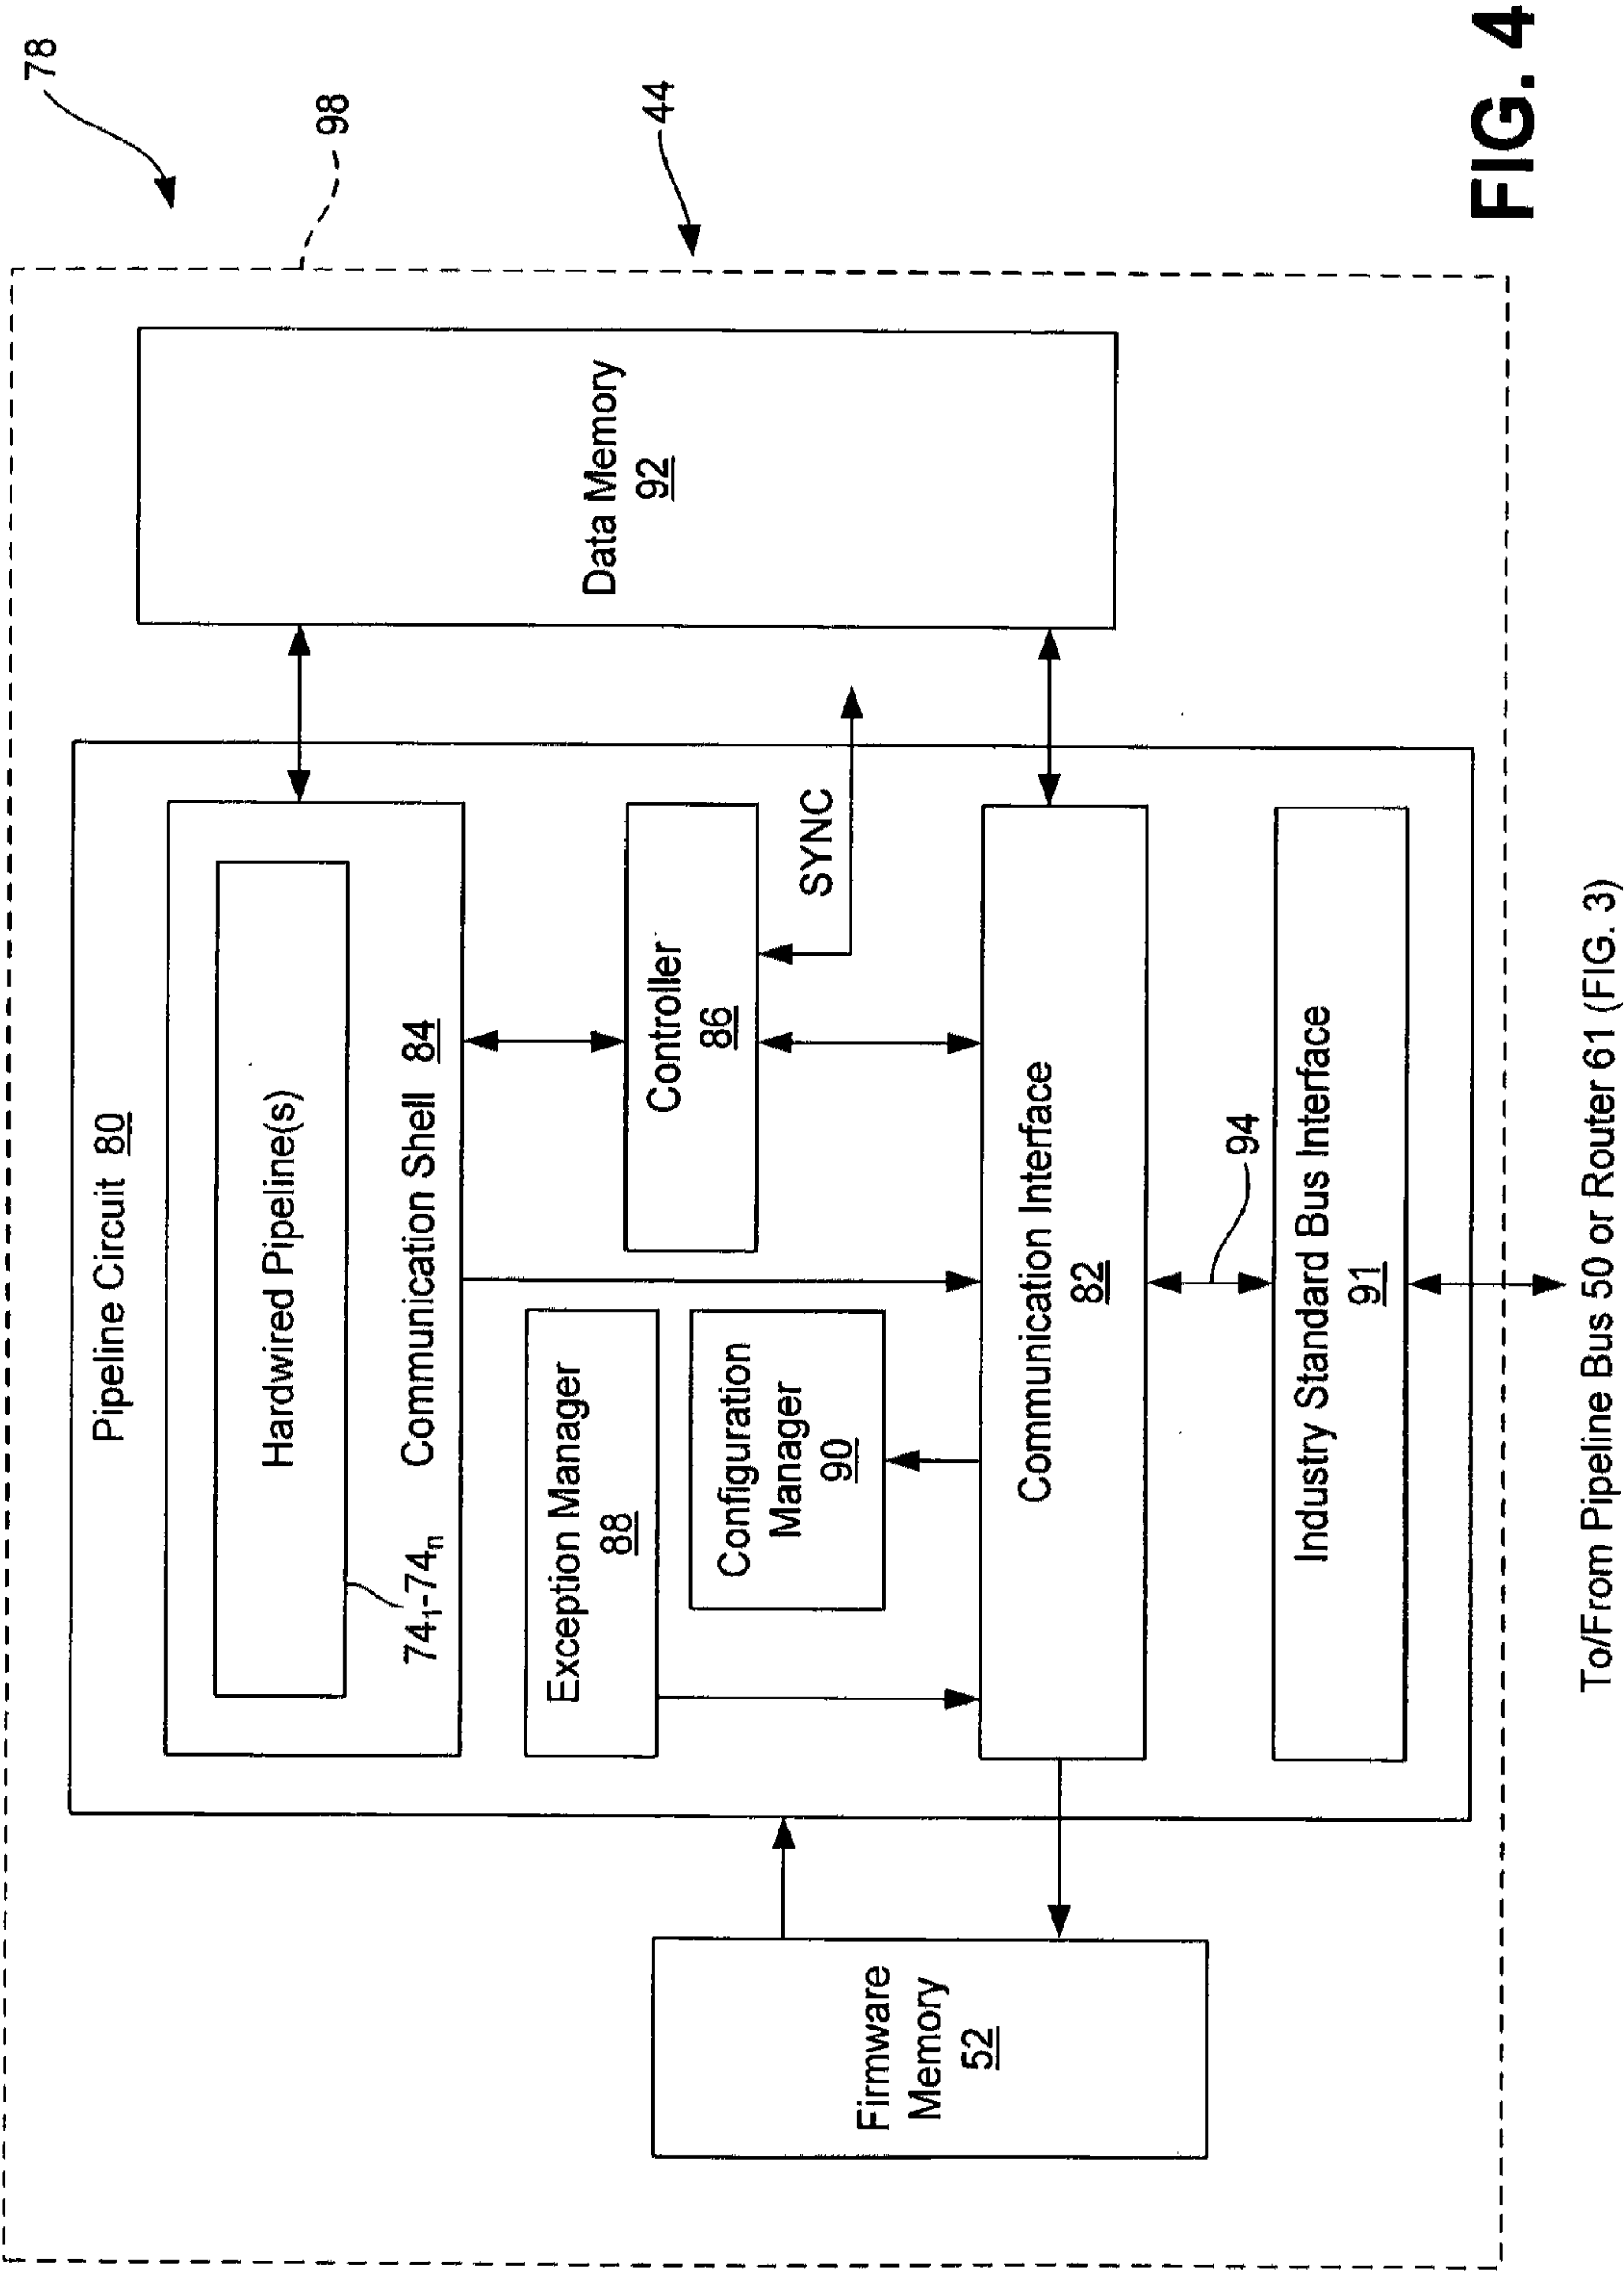 78
98
44
Pipeline Circuit 80
Hardwired Pipeline(s)
74₁-74ₙ
Communication Shell 84
Exception Manager
88
Controller
86
Configuration
Manager
90
SYNC
Data Memory
92
Firmware
Memory
52
Communication Interface
82
94
Industry Standard Bus Interface
91
To/From Pipeline Bus 50 or Router 61 (FIG. 3)
FIG. 4